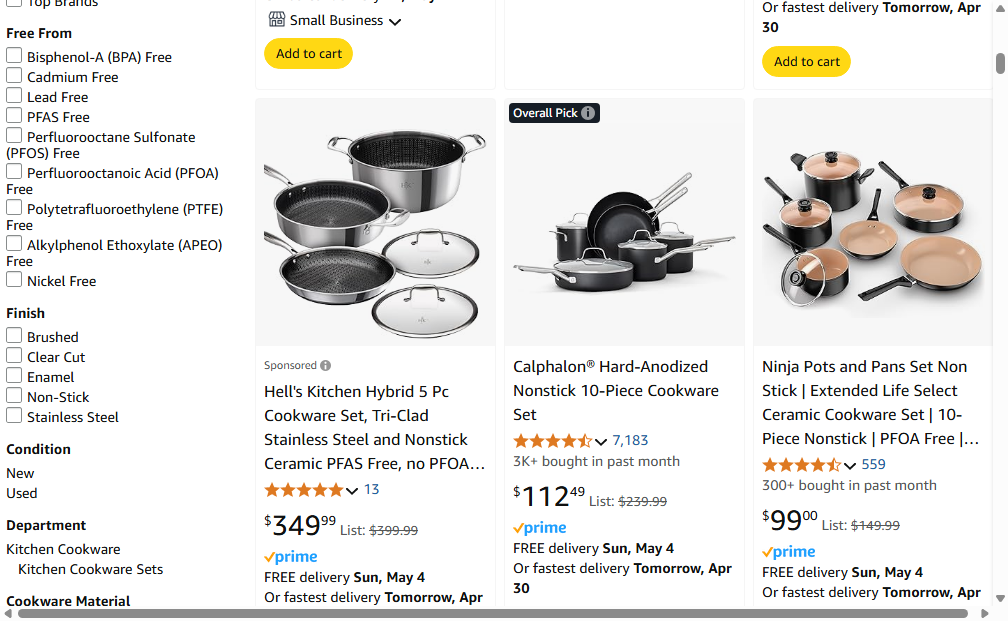 Top Brands
Free From
Bisphenol-A (BPA) Free
Cadmium Free
Lead Free
PFAS Free
Perfluorooctane Sulfonate
(PFOS) Free
Perfluorooctanoic Acid (PFOA)
Free
Polytetrafluoroethylene (PTFE)
Free
Alkylphenol Ethoxylate (APEO)
Free
Nickel Free
Finish
Brushed
Clear Cut
Enamel
Non-Stick
Stainless Steel
Condition
New
Used
Department
Kitchen Cookware
Kitchen Cookware Sets
Cookware Material
Small Business
Add to cart
Or fastest delivery Tomorrow, Apr
30
Add to cart
Sponsored
Hell's Kitchen Hybrid 5 Pc
Cookware Set, Tri-Clad
Stainless Steel and Nonstick
Ceramic PFAS Free, no PFOA…
13
$349.99 List: $399.99
prime
FREE delivery Sun, May 4
Or fastest delivery Tomorrow, Apr
Overall Pick
Calphalon® Hard-Anodized
Nonstick 10-Piece Cookware
Set
7,183
3K+ bought in past month
$112.49 List: $239.99
prime
FREE delivery Sun, May 4
Or fastest delivery Tomorrow, Apr
30
Ninja Pots and Pans Set Non
Stick | Extended Life Select
Ceramic Cookware Set | 10-
Piece Nonstick | PFOA Free |…
559
300+ bought in past month
$99.00 List: $149.99
prime
FREE delivery Sun, May 4
Or fastest delivery Tomorrow, Apr